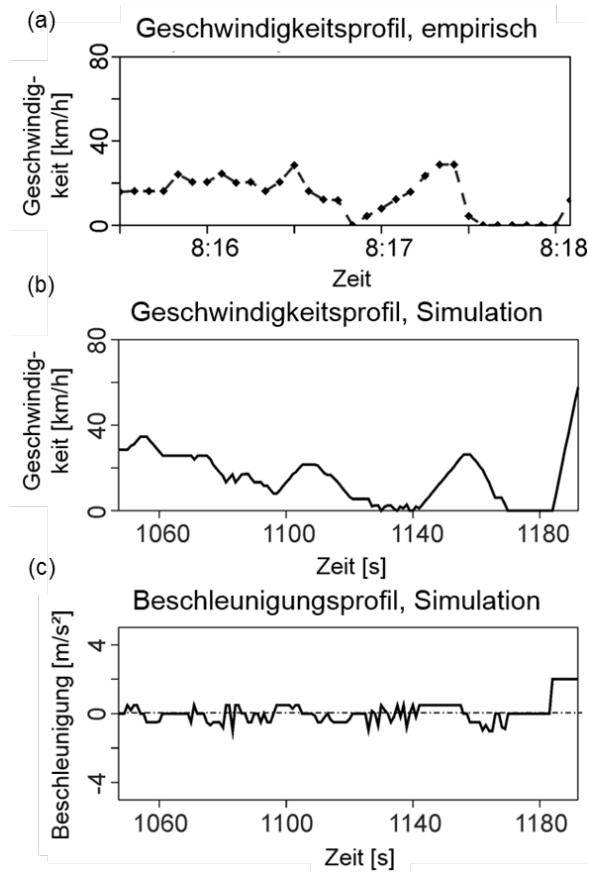 (a)
Geschwindigkeitsprofil, empirisch
Geschwindig-
keit [km/h]
80
40
0
8:16
8:17
8:18
Zeit
(b)
Geschwindigkeitsprofil, Simulation
Geschwindig-
keit [km/h]
80
40
0
1060
1100
1140
1180
Zeit [s]
(c)
Beschleunigungsprofil, Simulation
Beschleunigung [m/s²]
4
0
-4
1060
1100
1140
1180
Zeit [s]